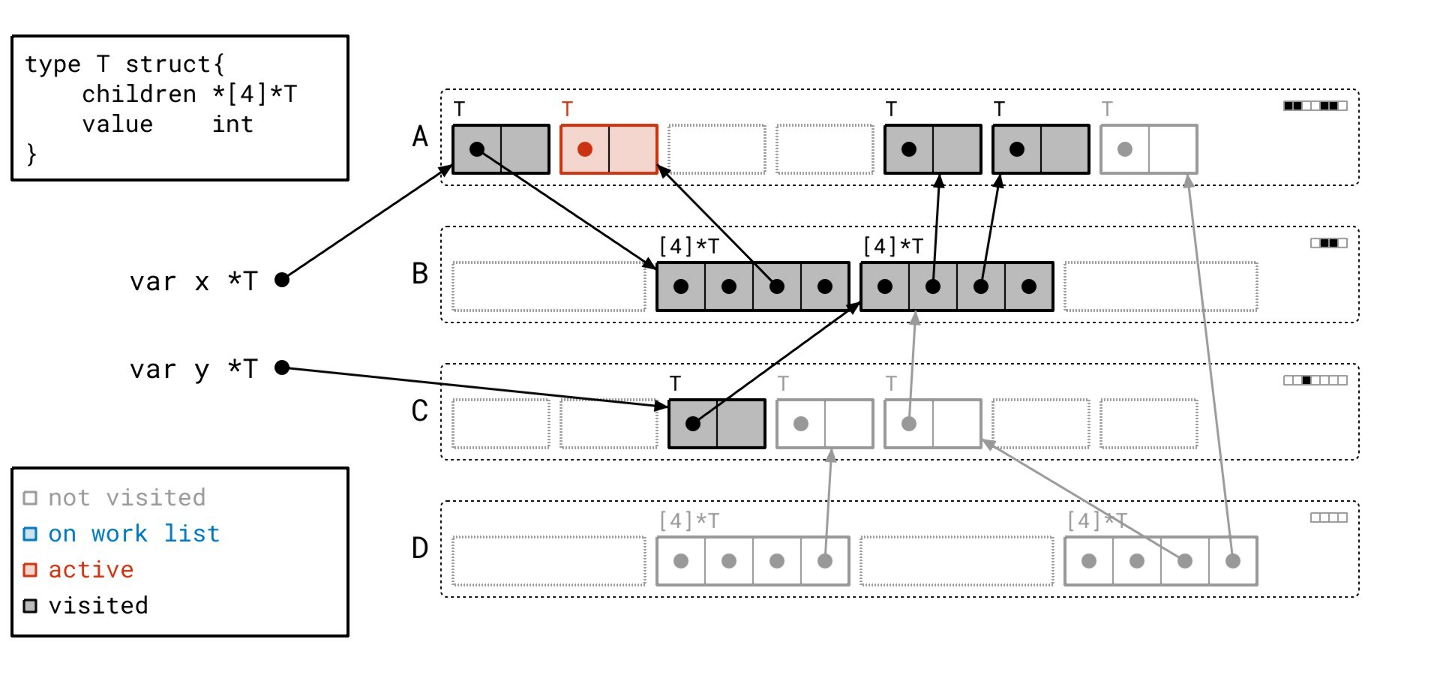 type T struct{
    children *[4]*T
    value    int
}
T T T T T
A
[4]*T [4]*T
B
var x *T
var y *T
T T T
C
[4]*T [4]*T
D
not visited
on work list
active
visited